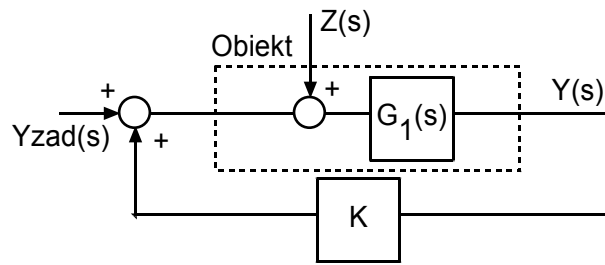 Z(s)
Obiekt
+
+
Y(s)
G1(s)
Yzad(s)
+
K